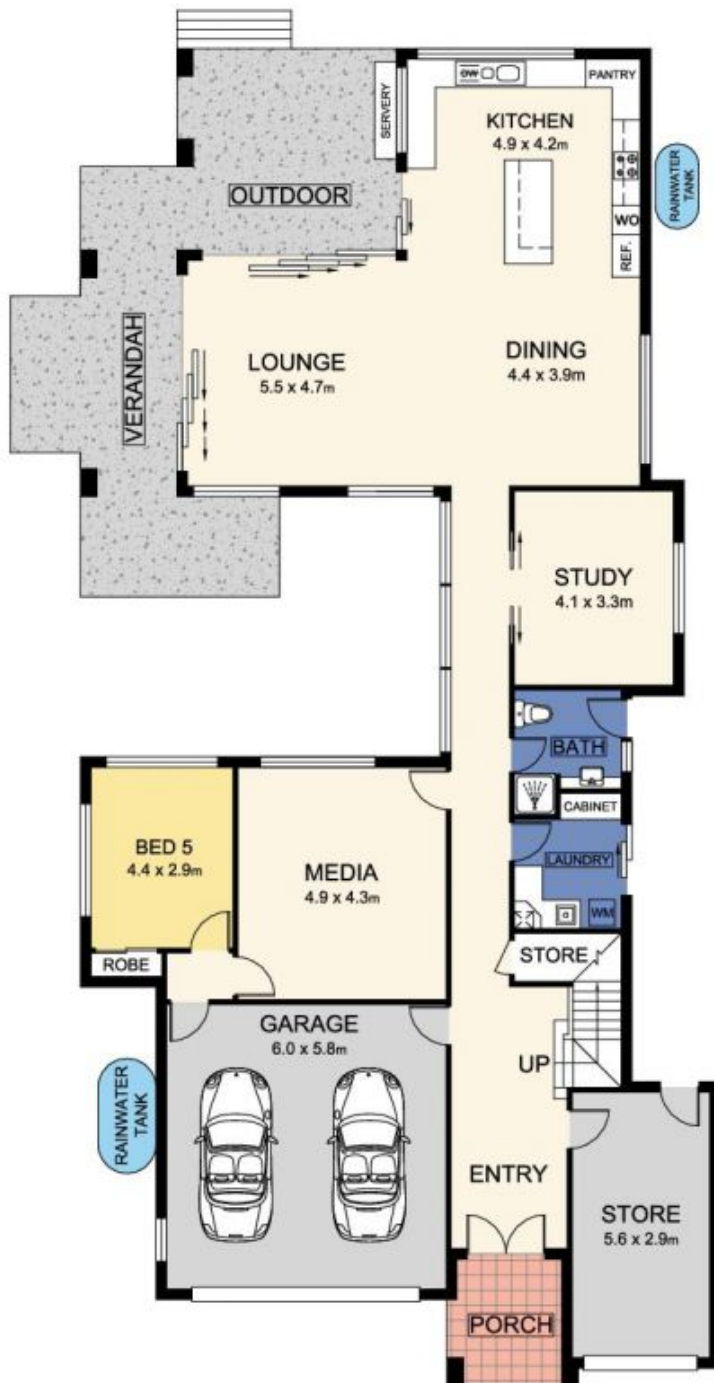 PANTRY
DW
SERVERY
KITCHEN
4.9 x 4.2m
RAINWATER
TANK
OUTDOOR
WO
REF.
VERANDAH
LOUNGE
5.5 x 4.7m
DINING
4.4 x 3.9m
STUDY
4.1 x 3.3m
BATH
CABINET
BED 5
4.4 x 2.9m
MEDIA
4.9 x 4.3m
LAUNDRY
WM
ROBE
STORE
GARAGE
6.0 x 5.8m
UP
RAINWATER
TANK
ENTRY
STORE
5.6 x 2.9m
PORCH